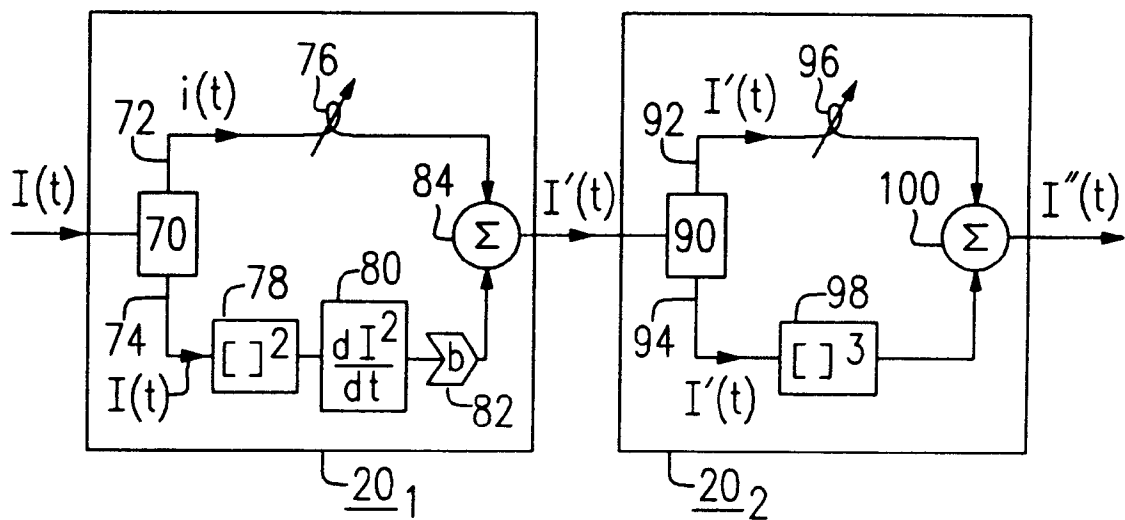 76
i(t)
72
I(t)
70
84
Σ
I′(t)
74
78
[ ]²
80
dI²
dt
b
82
I(t)
20₁
96
I′(t)
92
90
100
Σ
I″(t)
94
98
[ ]³
I′(t)
20₂